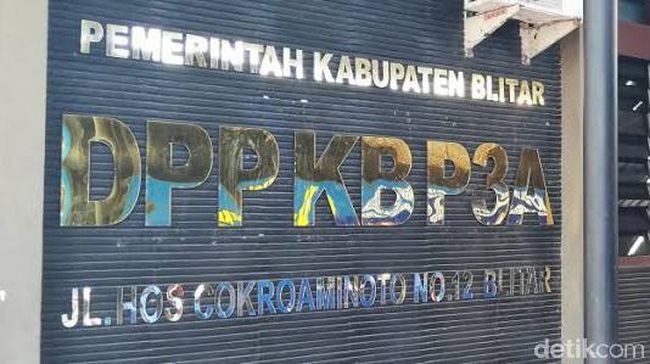 PEMERINTAH KABUPATEN BLITAR
DPPKBP3A
JL.HOS COKROAMINOTO NO.12 BLITAR
detikcom